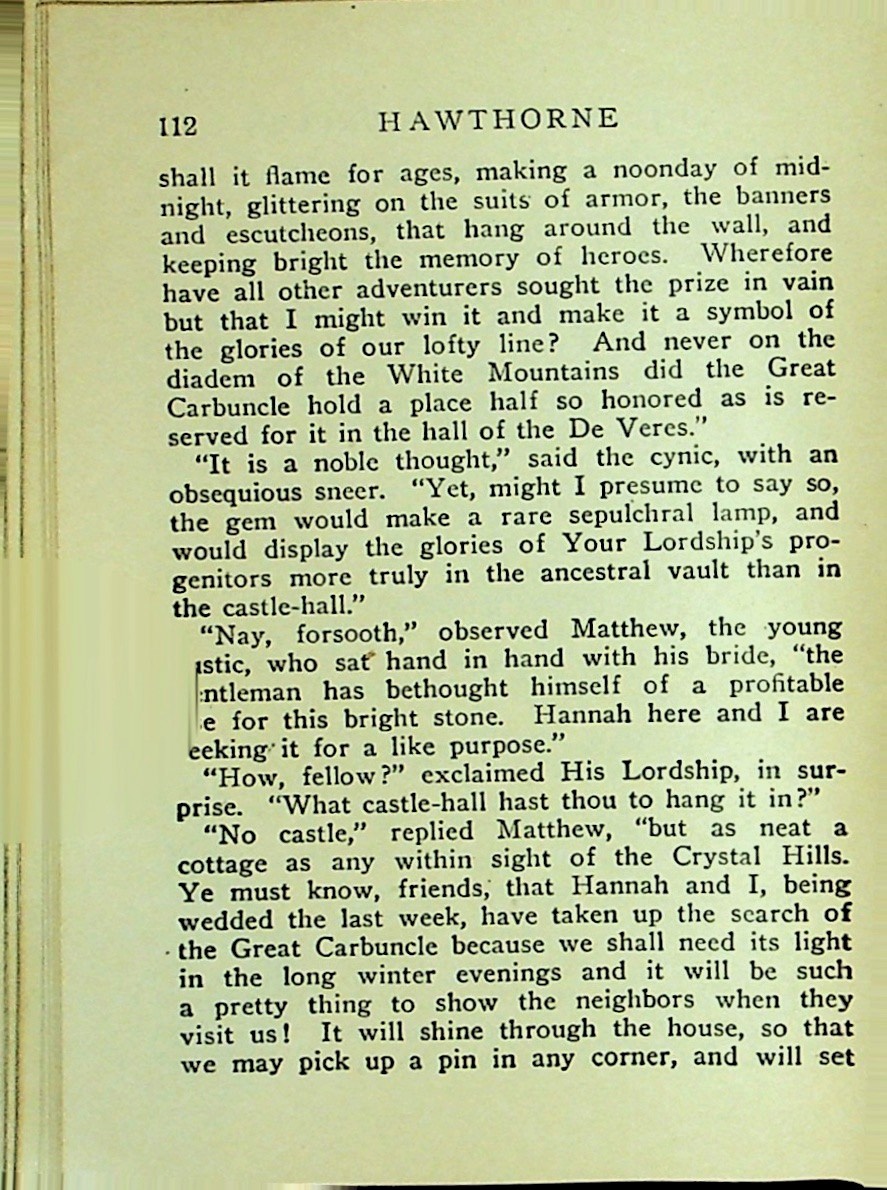 112 HAWTHORNE
shall it flame for ages, making a noonday of mid-
night, glittering on the suits of armor, the banners
and escutcheons, that hang around the wall, and
keeping bright the memory of heroes. Wherefore
have all other adventurers sought the prize in vain
but that I might win it and make it a symbol of
the glories of our lofty line? And never on the
diadem of the White Mountains did the Great
Carbuncle hold a place half so honored as is re-
served for it in the hall of the De Veres."
"It is a noble thought," said the cynic, with an
obsequious sneer. "Yet, might I presume to say so,
the gem would make a rare sepulchral lamp, and
would display the glories of Your Lordship's pro-
genitors more truly in the ancestral vault than in
the castle-hall."
"Nay, forsooth," observed Matthew, the young
stic, who sat hand in hand with his bride, "the
ntleman has bethought himself of a profitable
e for this bright stone. Hannah here and I are
eeking it for a like purpose."
"How, fellow?" exclaimed His Lordship, in sur-
prise. "What castle-hall hast thou to hang it in?"
"No castle," replied Matthew, "but as neat a
cottage as any within sight of the Crystal Hills.
Ye must know, friends, that Hannah and I, being
wedded the last week, have taken up the search of
the Great Carbuncle because we shall need its light
in the long winter evenings and it will be such
a pretty thing to show the neighbors when they
visit us! It will shine through the house, so that
we may pick up a pin in any corner, and will set